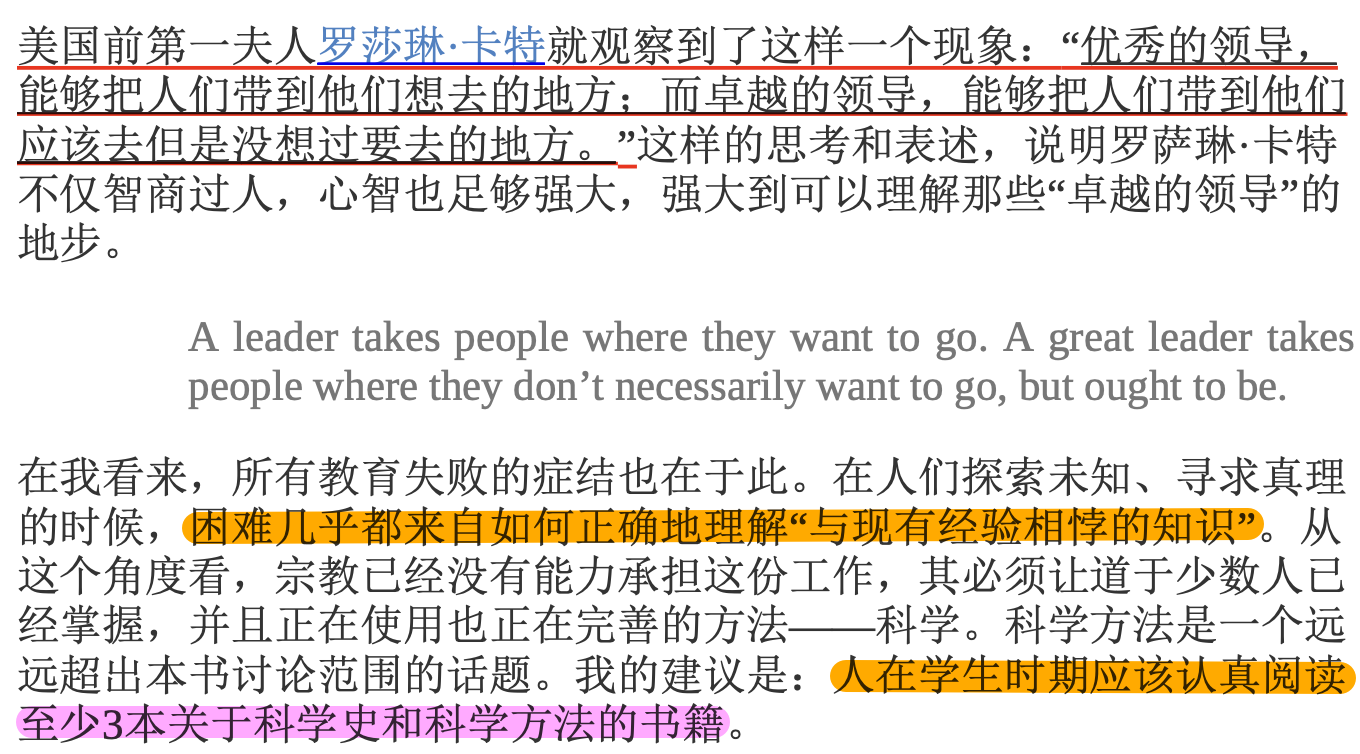 美国前第一夫人罗莎琳·卡特就观察到了这样一个现象：“优秀的领导，
能够把人们带到他们想去的地方；而卓越的领导，能够把人们带到他们
应该去但是没想过要去的地方。”这样的思考和表述，说明罗萨琳·卡特
不仅智商过人，心智也足够强大，强大到可以理解那些“卓越的领导”的
地步。
A leader takes people where they want to go. A great leader takes
people where they don’t necessarily want to go, but ought to be.
在我看来，所有教育失败的症结也在于此。在人们探索未知、寻求真理
的时候，困难几乎都来自如何正确地理解“与现有经验相悖的知识”。从
这个角度看，宗教已经没有能力承担这份工作，其必须让道于少数人已
经掌握，并且正在使用也正在完善的方法——科学。科学方法是一个远
远超出本书讨论范围的话题。我的建议是：人在学生时期应该认真阅读
至少3本关于科学史和科学方法的书籍。